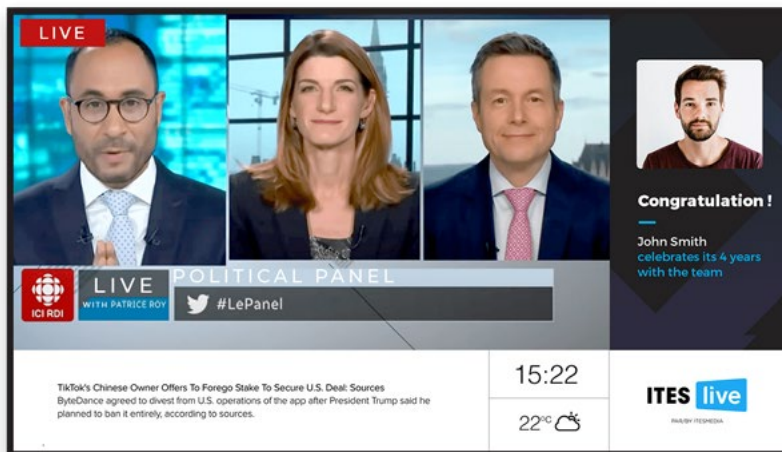 LIVE
POLITICAL PANEL
LIVE
WITH PATRICE ROY
ICI RDI
#LePanel
Congratulation !
John Smith
celebrates its 4 years
with the team
TikTok's Chinese Owner Offers To Forego Stake To Secure U.S. Deal: Sources
ByteDance agreed to divest from U.S. operations of the app after President Trump said he
planned to ban it entirely, according to sources.
15:22
22°C
ITES live
PAR/BY ITESMEDIA